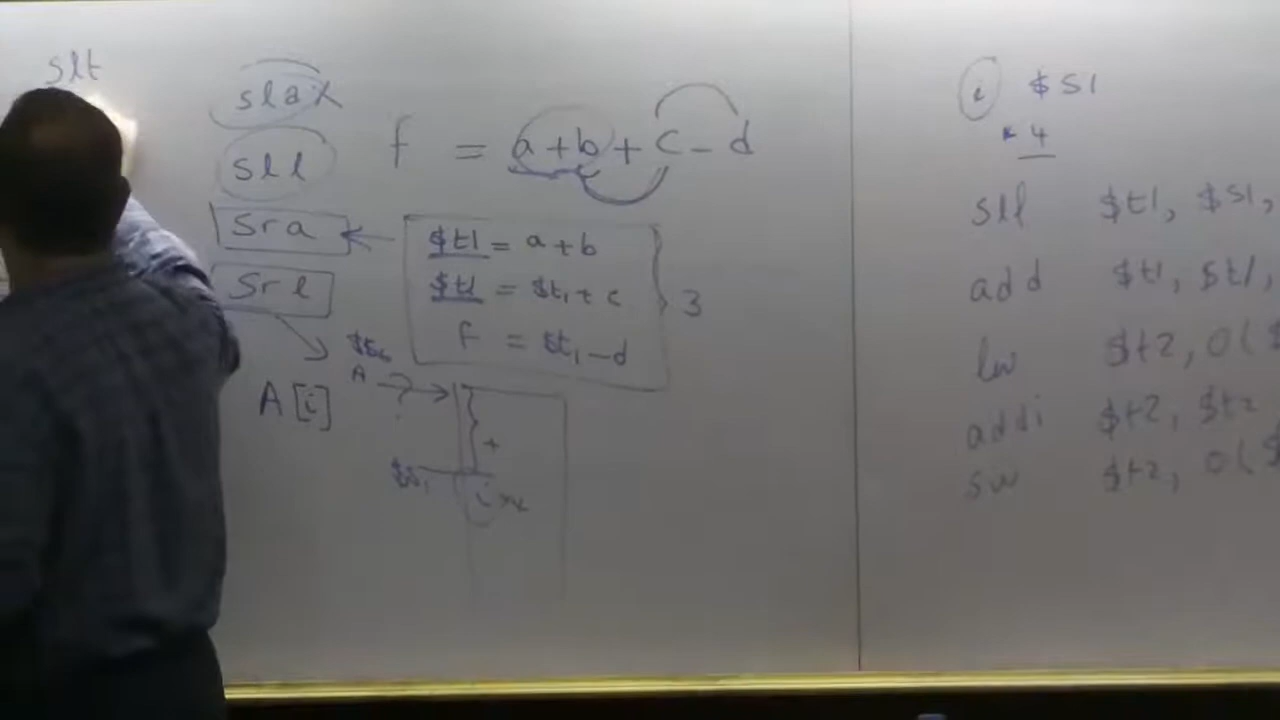 slt
sla
sll
sra
srl
f = a + b + c - d
$t1 = a + b
$t1 = $t1 + c
f = $t1 - d
3
A[i]
A
?
+
i
i $s1
* 4
sll $t1, $s1,
add $t1, $t1,
lw $t2, 0($
addi $t2, $t2
sw $t2, 0($